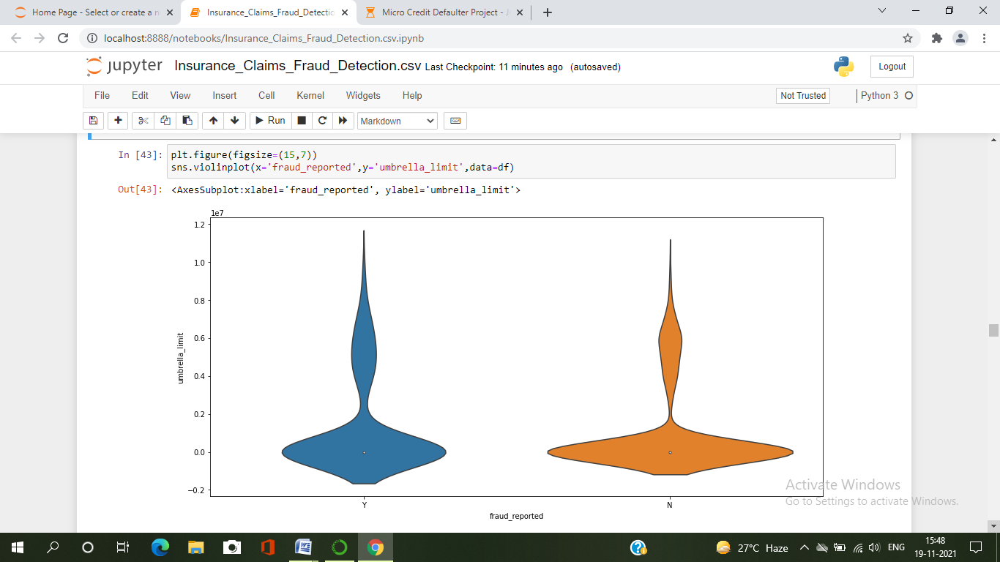 Home Page - Select or create a n
Insurance_Claims_Fraud_Detectio
Micro Credit Defaulter Project - J
localhost:8888/notebooks/Insurance_Claims_Fraud_Detection.csv.ipynb
jupyter Insurance_Claims_Fraud_Detection.csv Last Checkpoint: 11 minutes ago (autosaved)
Logout
File Edit View Insert Cell Kernel Widgets Help
Not Trusted
Python 3
Run
Markdown
In [43]: plt.figure(figsize=(15,7))
sns.violinplot(x='fraud_reported',y='umbrella_limit',data=df)
Out[43]: <AxesSubplot:xlabel='fraud_reported', ylabel='umbrella_limit'>
1e7
1.2
1.0
0.8
0.6
0.4
0.2
0.0
−0.2
umbrella_limit
Y
N
fraud_reported
Activate Windows
Go to Settings to activate Windows.
27°C Haze
ENG
15:48
19-11-2021